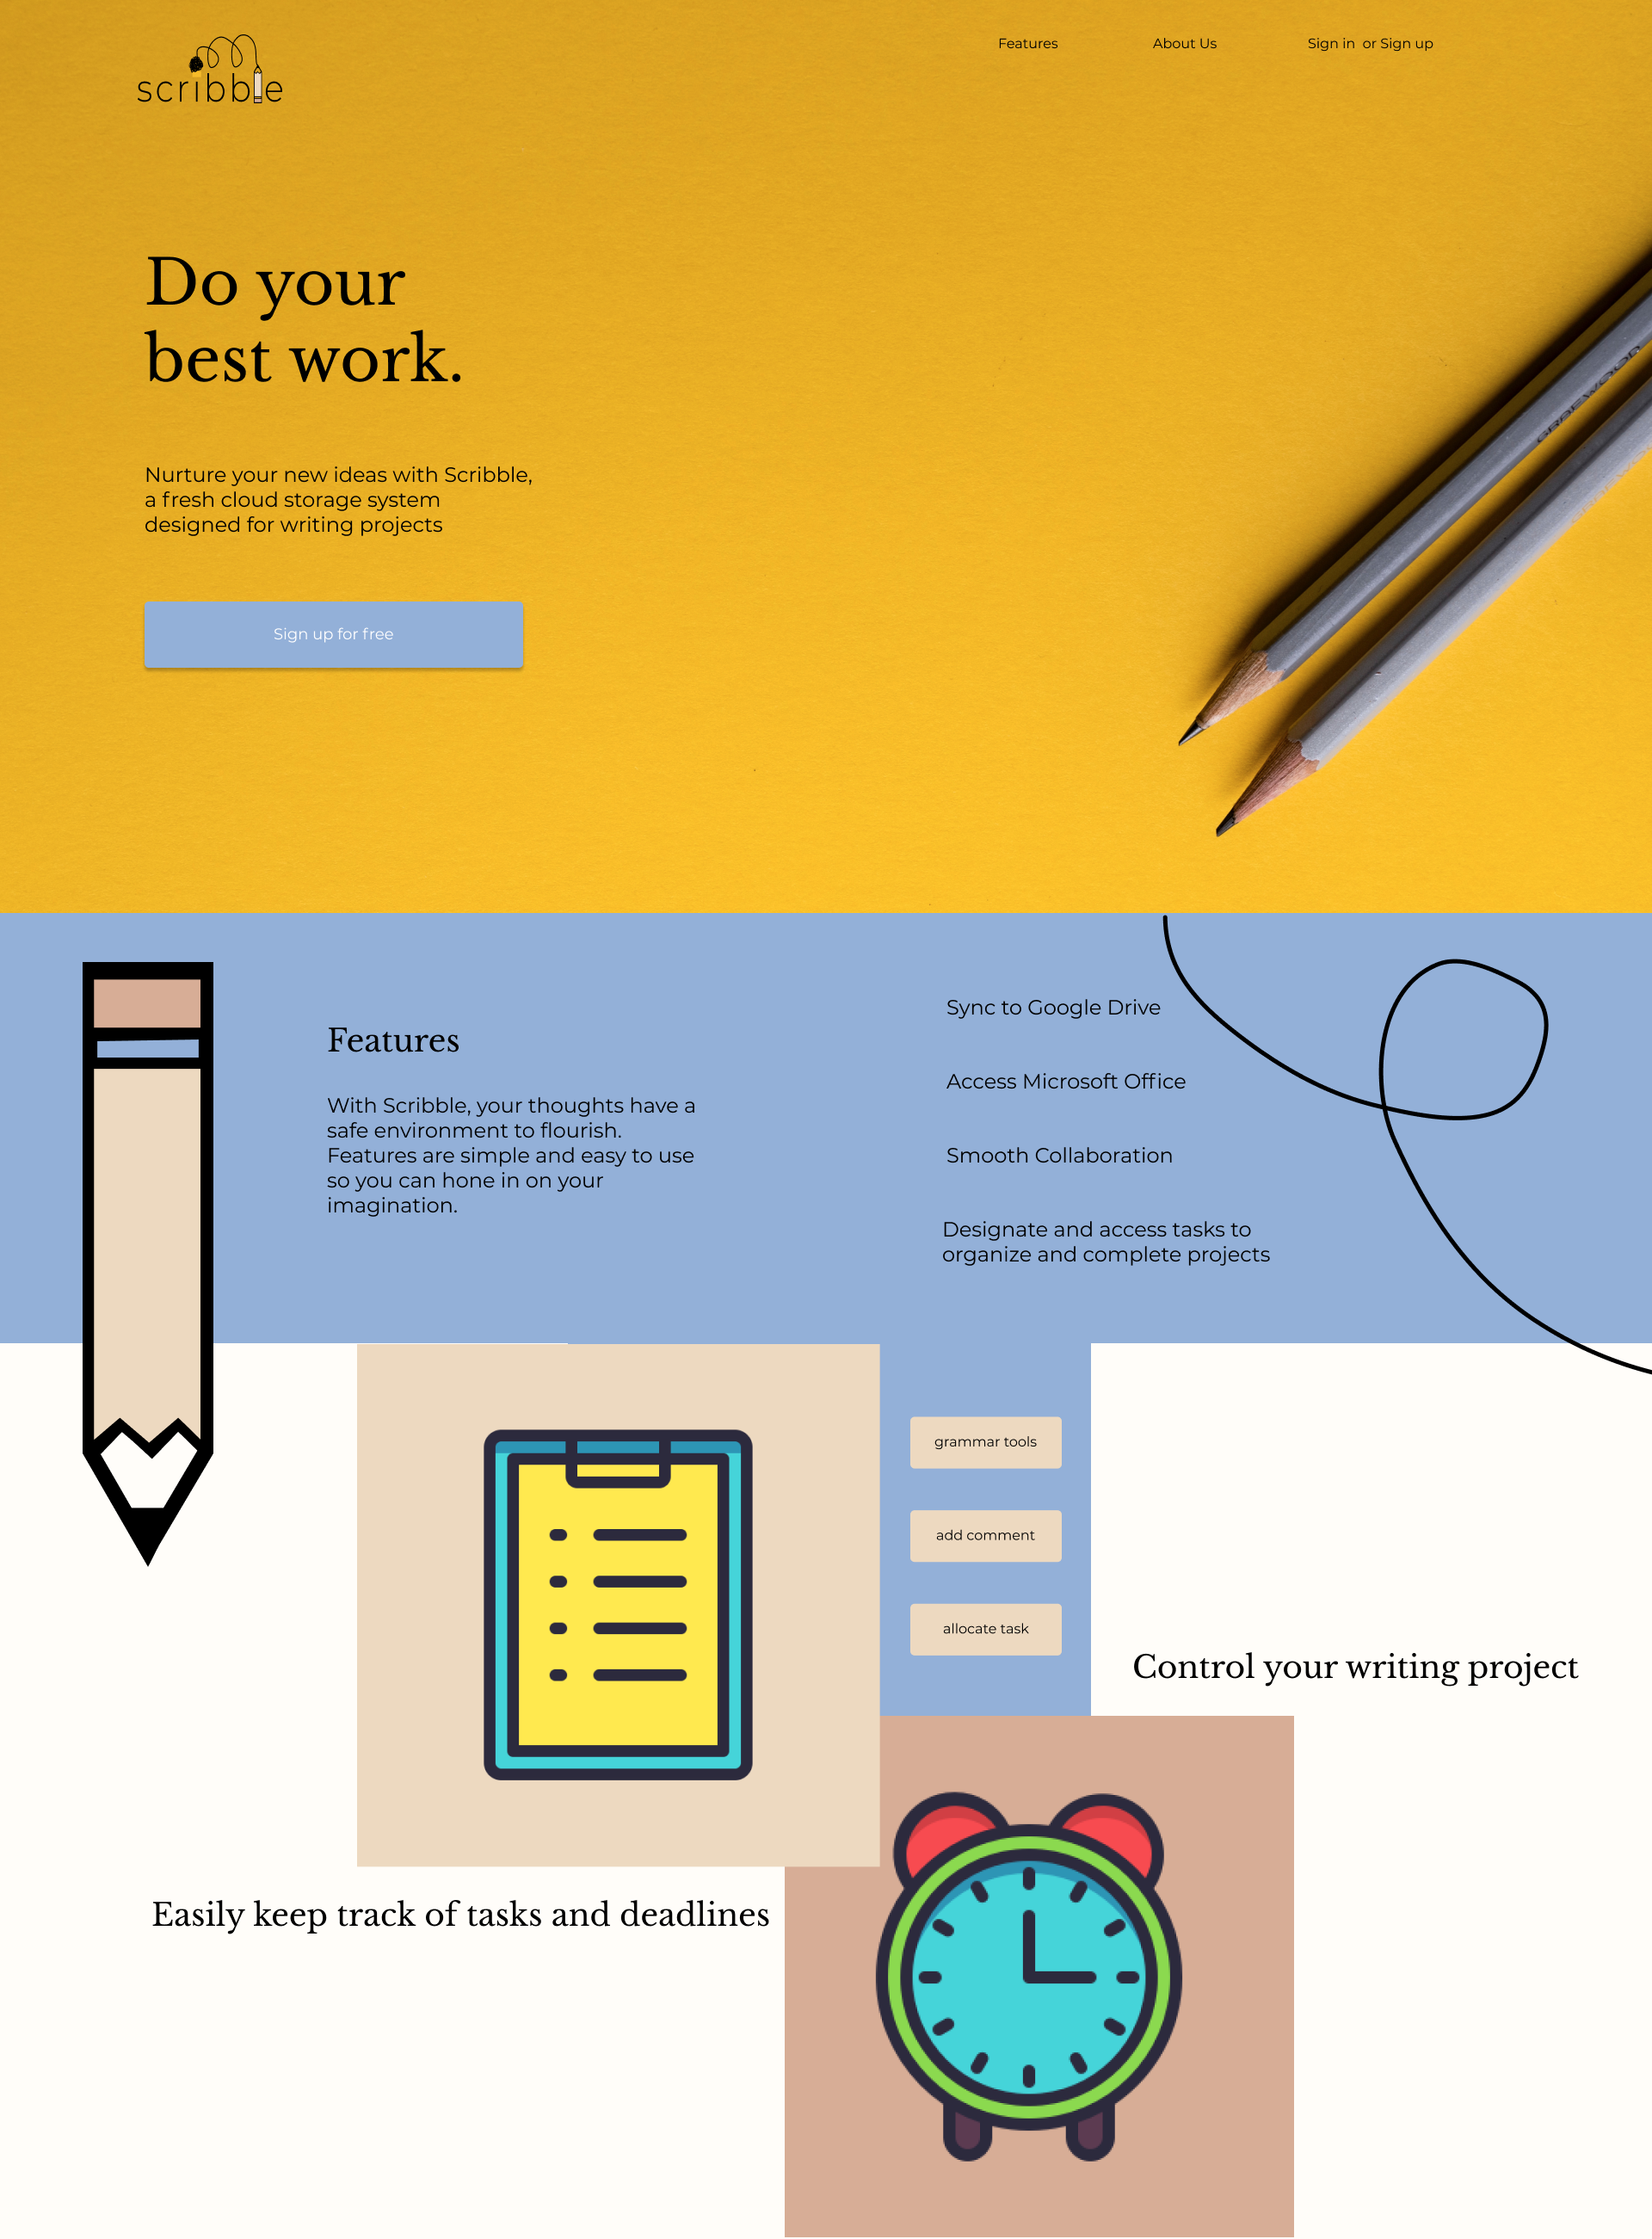 scribble
Features
About Us
Sign in or Sign up
Do your
best work.
Nurture your new ideas with Scribble,
a fresh cloud storage system
designed for writing projects
Sign up for free
Features
With Scribble, your thoughts have a
safe environment to flourish.
Features are simple and easy to use
so you can hone in on your
imagination.
Sync to Google Drive
Access Microsoft Office
Smooth Collaboration
Designate and access tasks to
organize and complete projects
grammar tools
add comment
allocate task
Control your writing project
Easily keep track of tasks and deadlines